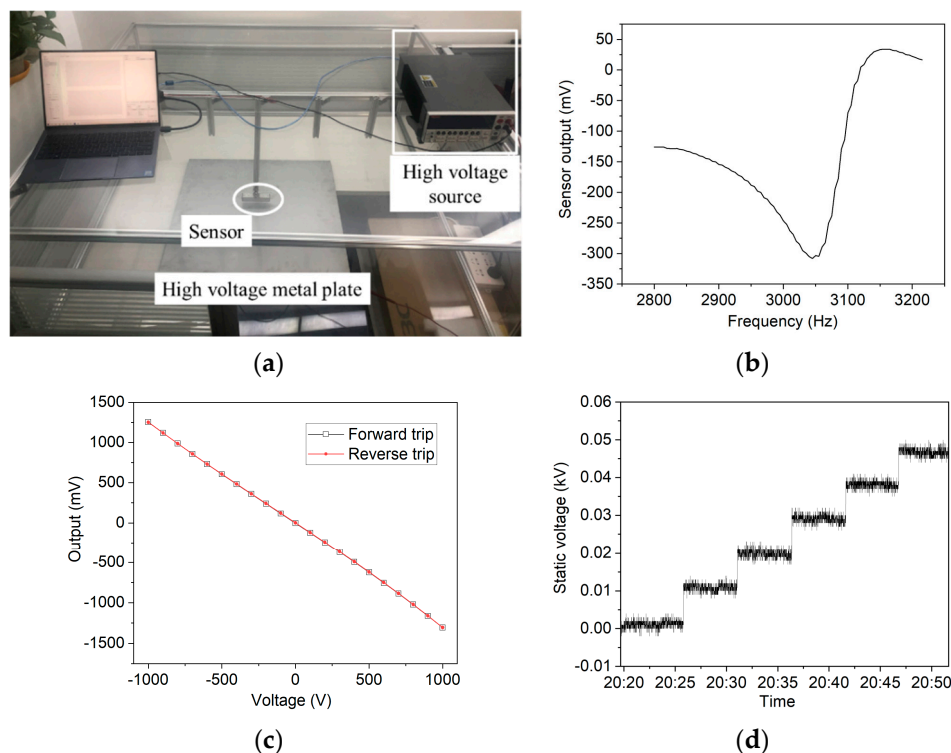 High voltage
source
Sensor
High voltage metal plate
(a)
50
0
-50
-100
-150
-200
-250
-300
-350
Sensor output (mV)
2800 2900 3000 3100 3200
Frequency (Hz)
(b)
1500
1000
500
0
-500
-1000
-1500
Output (mV)
Forward trip
Reverse trip
-1000 -500 0 500 1000
Voltage (V)
(c)
0.06
0.05
0.04
0.03
0.02
0.01
0.00
-0.01
Static voltage (kV)
20:20 20:25 20:30 20:35 20:40 20:45 20:50
Time
(d)